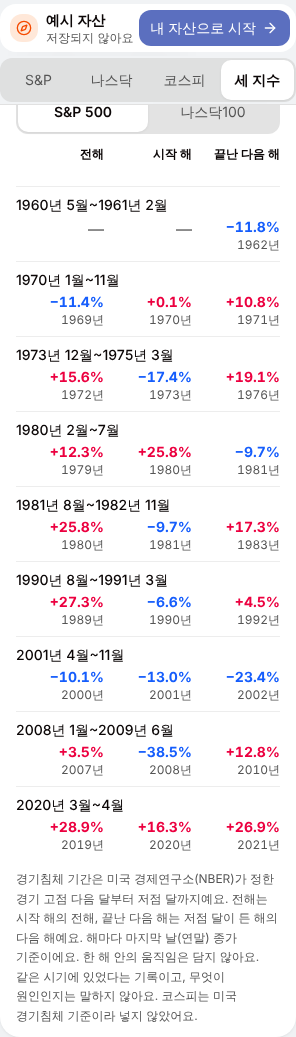 예시 자산
저장되지 않아요
내 자산으로 시작 →
S&P 나스닥 코스피 세 지수
S&P 500 나스닥100
전해 시작 해 끝난 다음 해
1960년 5월~1961년 2월
— — −11.8%
1962년
1970년 1월~11월
−11.4% +0.1% +10.8%
1969년 1970년 1971년
1973년 12월~1975년 3월
+15.6% −17.4% +19.1%
1972년 1973년 1976년
1980년 2월~7월
+12.3% +25.8% −9.7%
1979년 1980년 1981년
1981년 8월~1982년 11월
+25.8% −9.7% +17.3%
1980년 1981년 1983년
1990년 8월~1991년 3월
+27.3% −6.6% +4.5%
1989년 1990년 1992년
2001년 4월~11월
−10.1% −13.0% −23.4%
2000년 2001년 2002년
2008년 1월~2009년 6월
+3.5% −38.5% +12.8%
2007년 2008년 2010년
2020년 3월~4월
+28.9% +16.3% +26.9%
2019년 2020년 2021년
경기침체 기간은 미국 경제연구소(NBER)가 정한
경기 고점 다음 달부터 저점 달까지예요. 전해는
시작 해의 전해, 끝난 다음 해는 저점 달이 든 해의
다음 해예요. 해마다 마지막 날(연말) 종가
기준이에요. 한 해 안의 움직임은 담지 않아요.
같은 시기에 있었다는 기록이고, 무엇이
원인인지는 말하지 않아요. 코스피는 미국
경기침체 기준이라 넣지 않았어요.